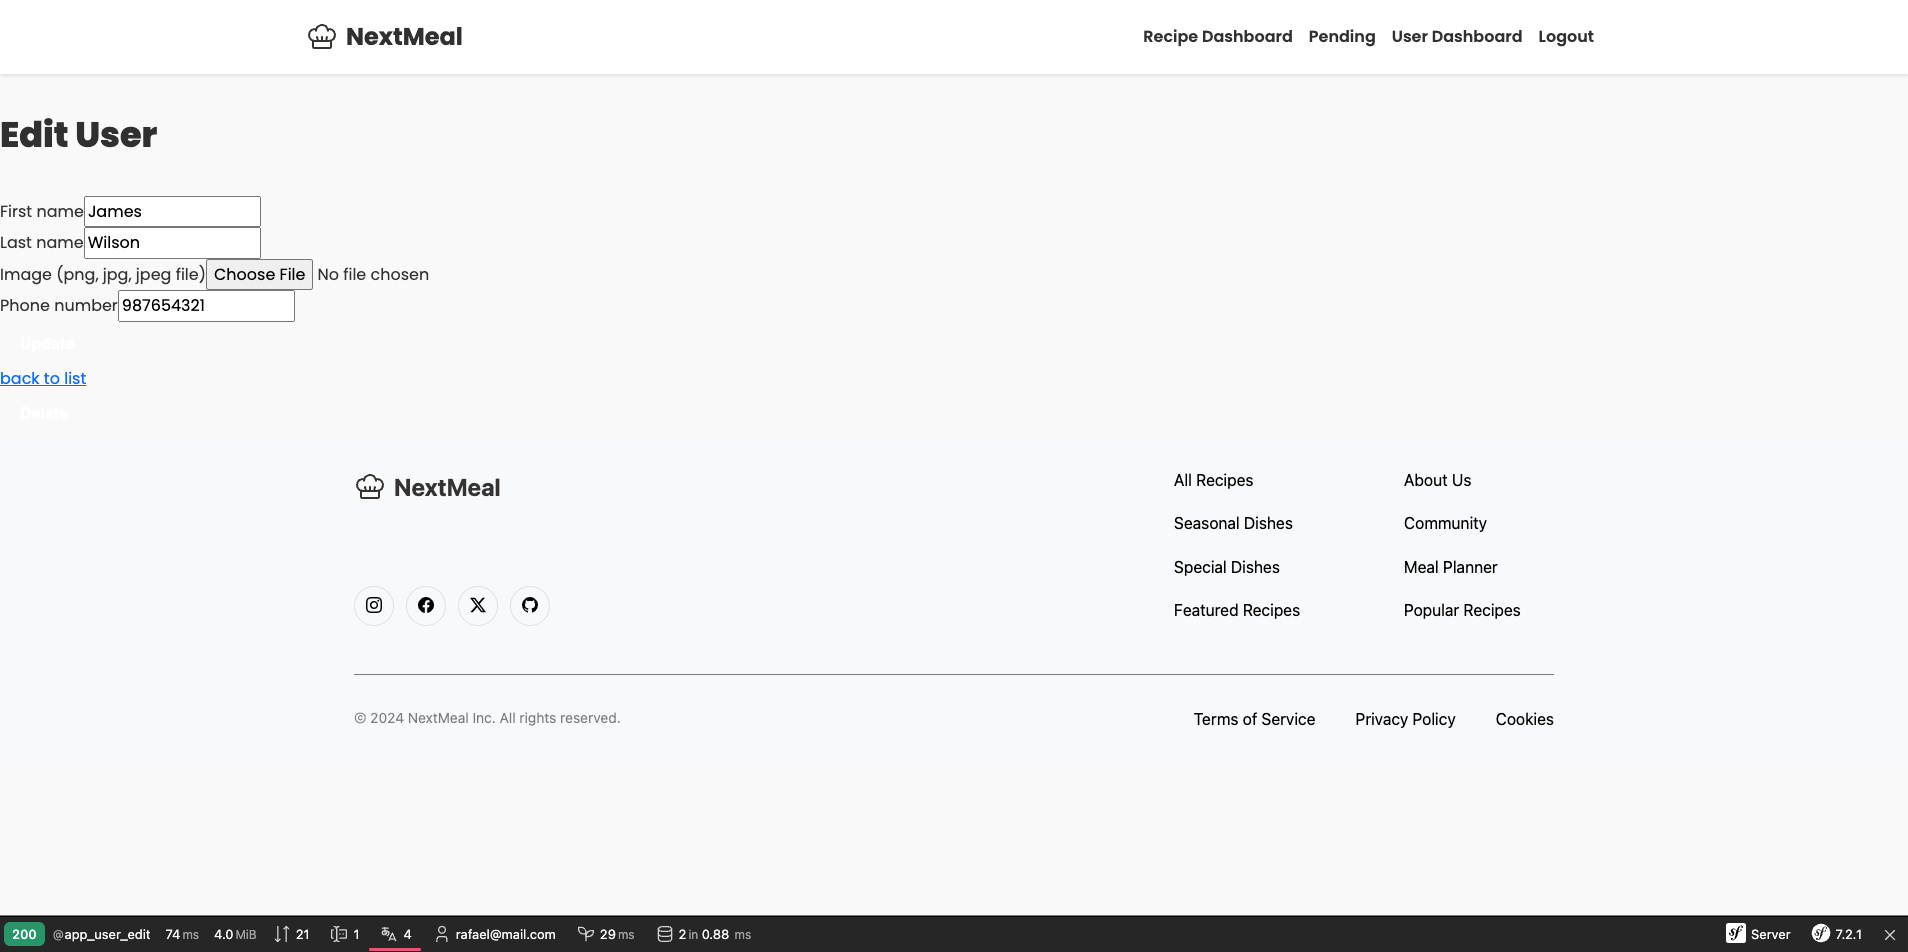 NextMeal
Recipe Dashboard Pending User Dashboard Logout
Edit User
First name James
Last name Wilson
Image (png, jpg, jpeg file) Choose File No file chosen
Phone number 987654321
Update
back to list
Delete
NextMeal
All Recipes About Us
Seasonal Dishes Community
Special Dishes Meal Planner
Featured Recipes Popular Recipes
© 2024 NextMeal Inc. All rights reserved.
Terms of Service Privacy Policy Cookies
200 @app_user_edit 74 ms 4.0 MiB 21 1 4 rafael@mail.com 29 ms 2 in 0.88 ms Server 7.2.1